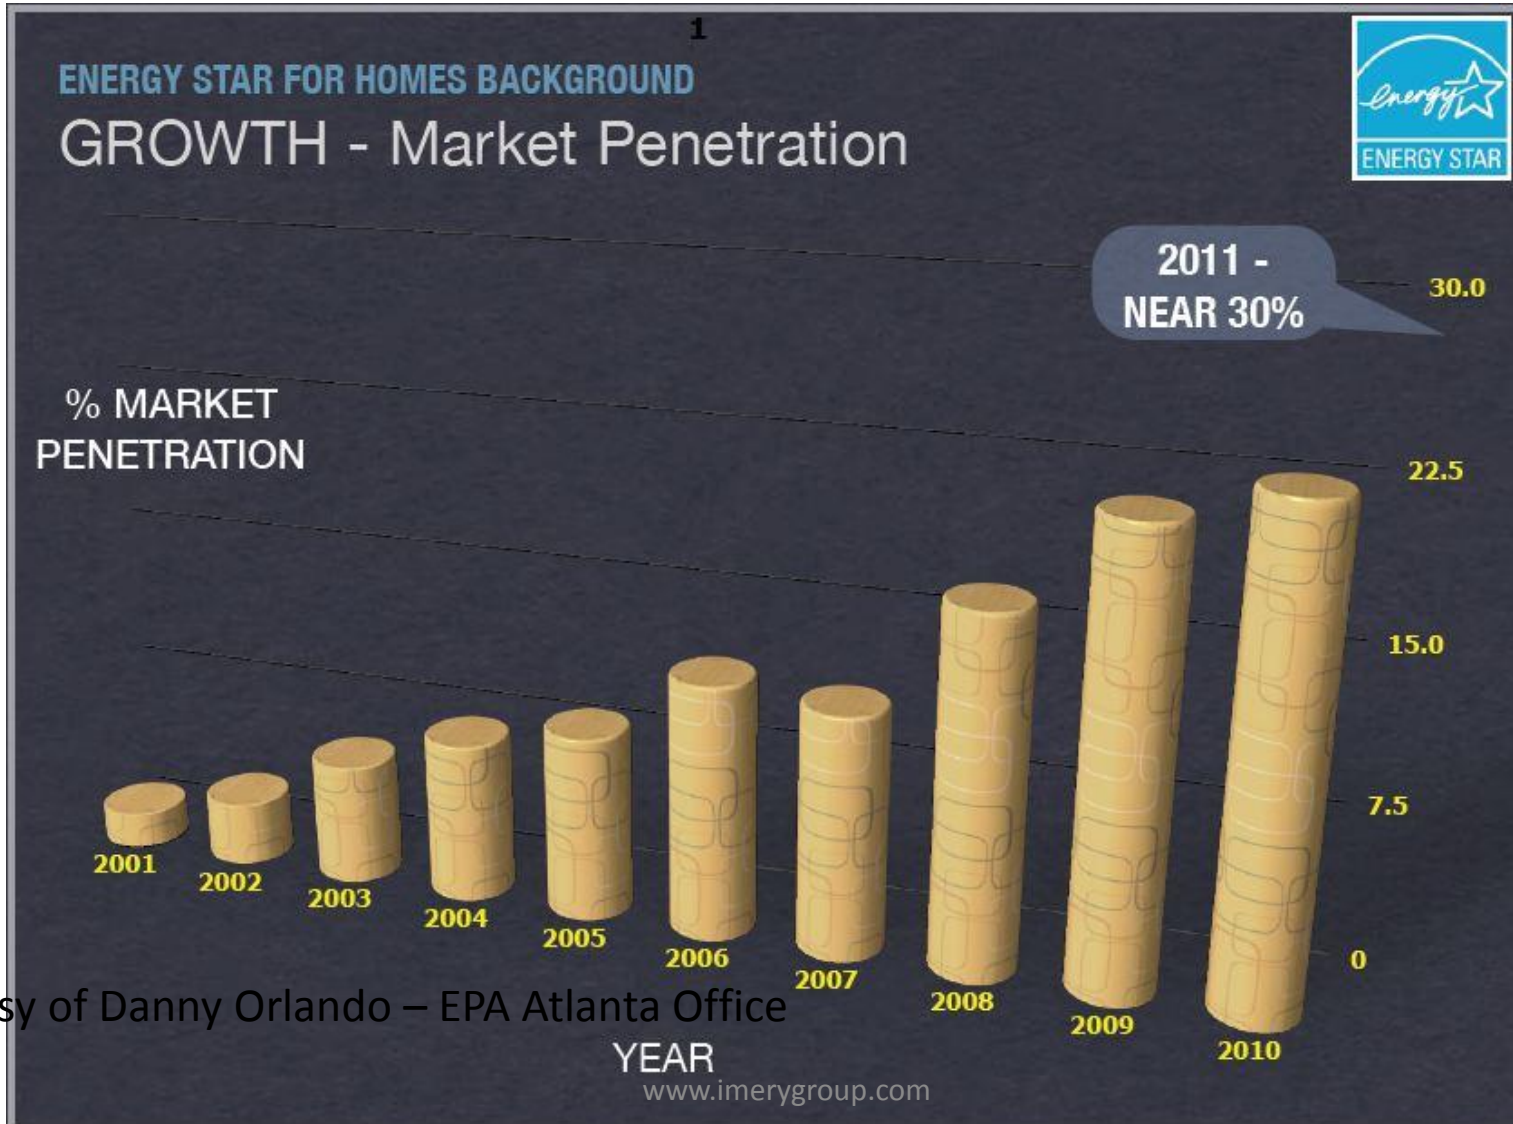 1
ENERGY STAR FOR HOMES BACKGROUND
GROWTH - Market Penetration
energy
ENERGY STAR
2011 -
NEAR 30%
30.0
% MARKET
PENETRATION
22.5
15.0
7.5
0
2001
2002
2003
2004
2005
2006
2007
2008
2009
2010
sy of Danny Orlando – EPA Atlanta Office
YEAR
www.imerygroup.com